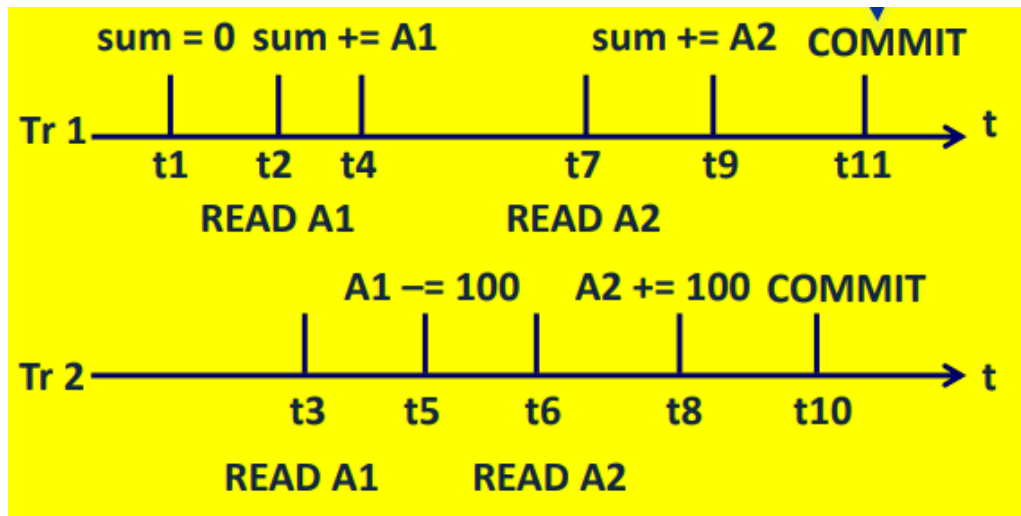 sum = 0 sum += A1 sum += A2 COMMIT
Tr 1 t
t1 t2 t4 t7 t9 t11
READ A1 READ A2
A1 –= 100 A2 += 100 COMMIT
Tr 2 t
t3 t5 t6 t8 t10
READ A1 READ A2